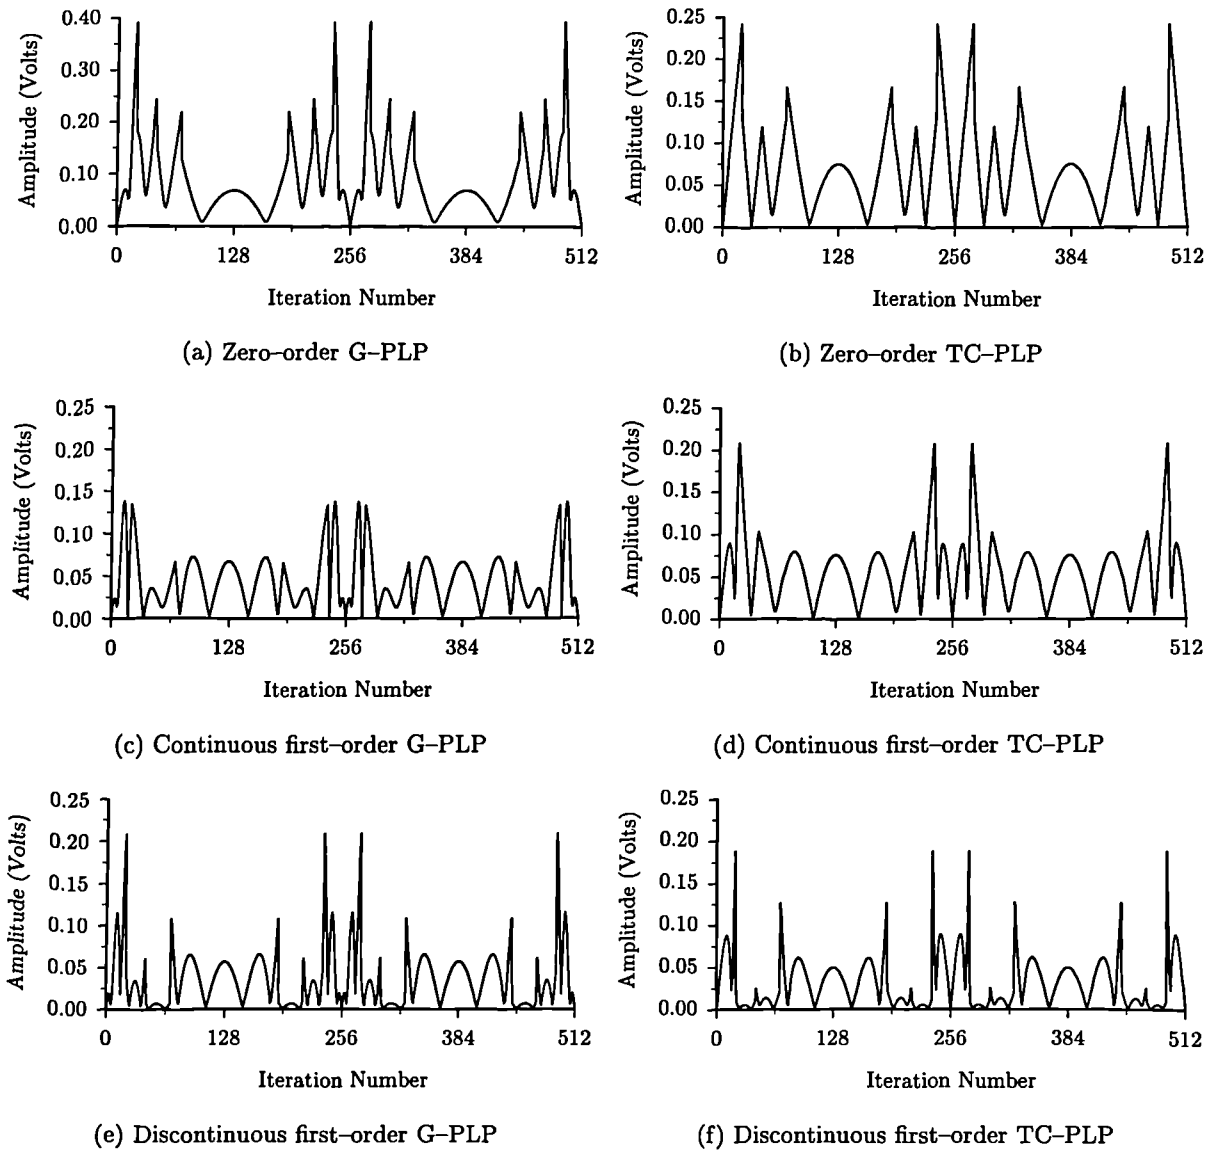 Amplitude (Volts)
0.40
0.30
0.20
0.10
0.00
0 128 256 384 512
Iteration Number
(a) Zero–order G–PLP
Amplitude (Volts)
0.25
0.20
0.15
0.10
0.05
0.00
0 128 256 384 512
Iteration Number
(b) Zero–order TC–PLP
Amplitude (Volts)
0.25
0.20
0.15
0.10
0.05
0.00
0 128 256 384 512
Iteration Number
(c) Continuous first–order G–PLP
Amplitude (Volts)
0.25
0.20
0.15
0.10
0.05
0.00
0 128 256 384 512
Iteration Number
(d) Continuous first–order TC–PLP
Amplitude (Volts)
0.25
0.20
0.15
0.10
0.05
0.00
0 128 256 384 512
Iteration Number
(e) Discontinuous first–order G–PLP
Amplitude (Volts)
0.25
0.20
0.15
0.10
0.05
0.00
0 128 256 384 512
Iteration Number
(f) Discontinuous first–order TC–PLP